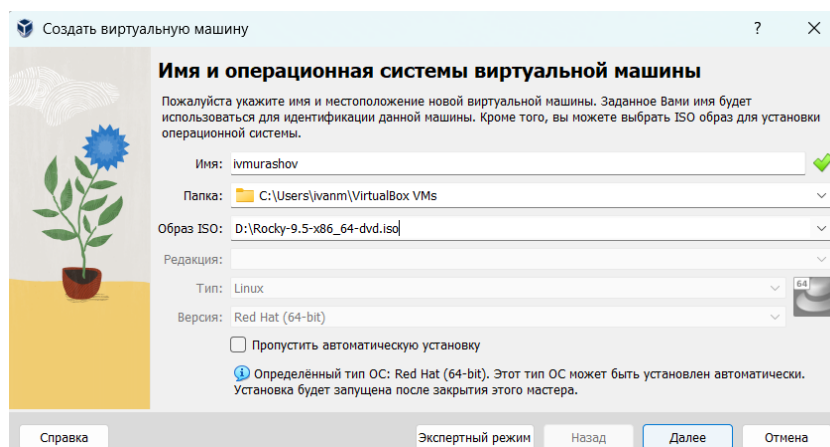 Создать виртуальную машину
?
Имя и операционная системы виртуальной машины
Пожалуйста укажите имя и местоположение новой виртуальной машины. Заданное Вами имя будет
использоваться для идентификации данной машины. Кроме того, вы можете выбрать ISO образ для установки
операционной системы.
Имя: ivmurashov
Папка: C:\Users\ivanm\VirtualBox VMs
Образ ISO: D:\Rocky-9.5-x86_64-dvd.iso
Редакция:
Тип: Linux
64
Версия: Red Hat (64-bit)
Пропустить автоматическую установку
Определённый тип ОС: Red Hat (64-bit). Этот тип ОС может быть установлен автоматически.
Установка будет запущена после закрытия этого мастера.
Справка Экспертный режим Назад Далее Отмена